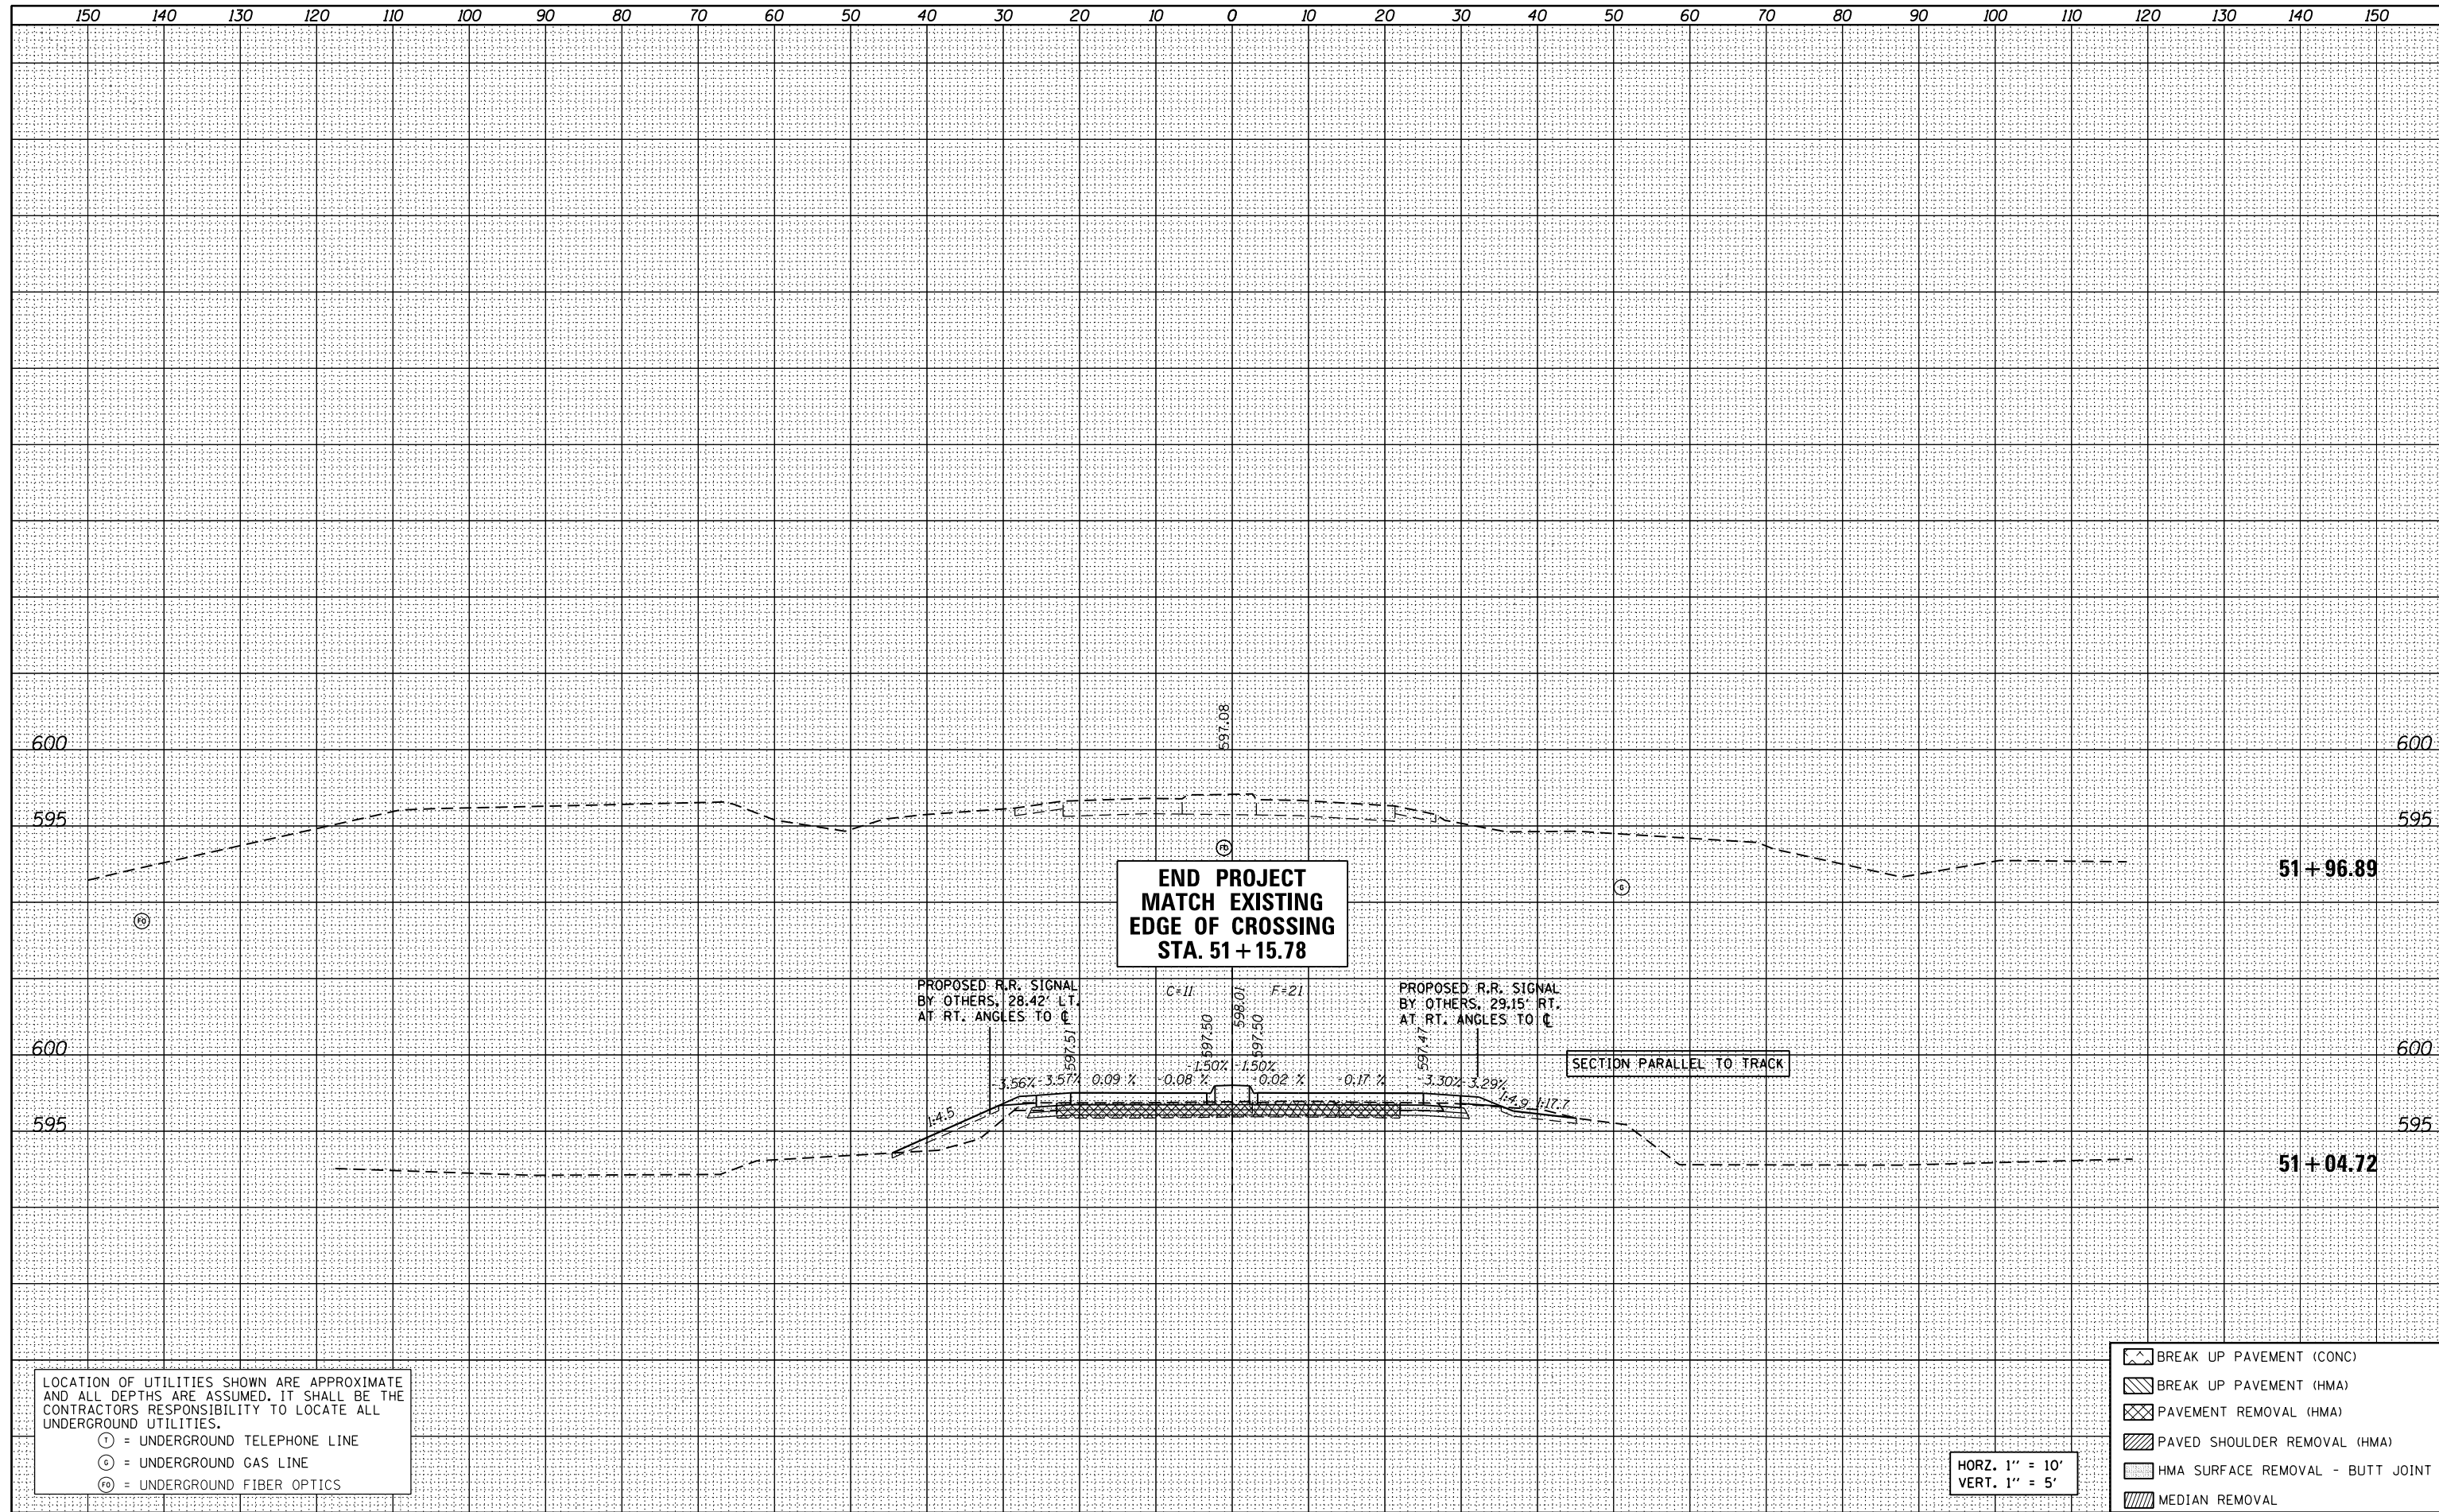 150 140 130 120 110 100 90 80 70 60 50 40 30 20 10 0 10 20 30 40 50 60 70 80 90 100 110 120 130 140 150
597.08
600 600
595 595
51+96.89
FO
G
FO
END PROJECT
MATCH EXISTING
EDGE OF CROSSING
STA. 51+15.78
PROPOSED R.R. SIGNAL
BY OTHERS, 28.42' LT.
AT RT. ANGLES TO ℄
C=11 F=21
PROPOSED R.R. SIGNAL
BY OTHERS, 29.15' RT.
AT RT. ANGLES TO ℄
597.51 597.50 598.01 597.50 597.47
600 600
SECTION PARALLEL TO TRACK
-1.50% -1.50%
-3.56% -3.57% 0.09 % -0.08 % -0.02 % -0.17 % -3.30% -3.29%
1:4.5 1:4.9 1:17.7
595 595
51+04.72
LOCATION OF UTILITIES SHOWN ARE APPROXIMATE
AND ALL DEPTHS ARE ASSUMED. IT SHALL BE THE
CONTRACTORS RESPONSIBILITY TO LOCATE ALL
UNDERGROUND UTILITIES.
T = UNDERGROUND TELEPHONE LINE
G = UNDERGROUND GAS LINE
FO = UNDERGROUND FIBER OPTICS
HORZ. 1" = 10'
VERT. 1" = 5'
BREAK UP PAVEMENT (CONC)
BREAK UP PAVEMENT (HMA)
PAVEMENT REMOVAL (HMA)
PAVED SHOULDER REMOVAL (HMA)
HMA SURFACE REMOVAL - BUTT JOINT
MEDIAN REMOVAL